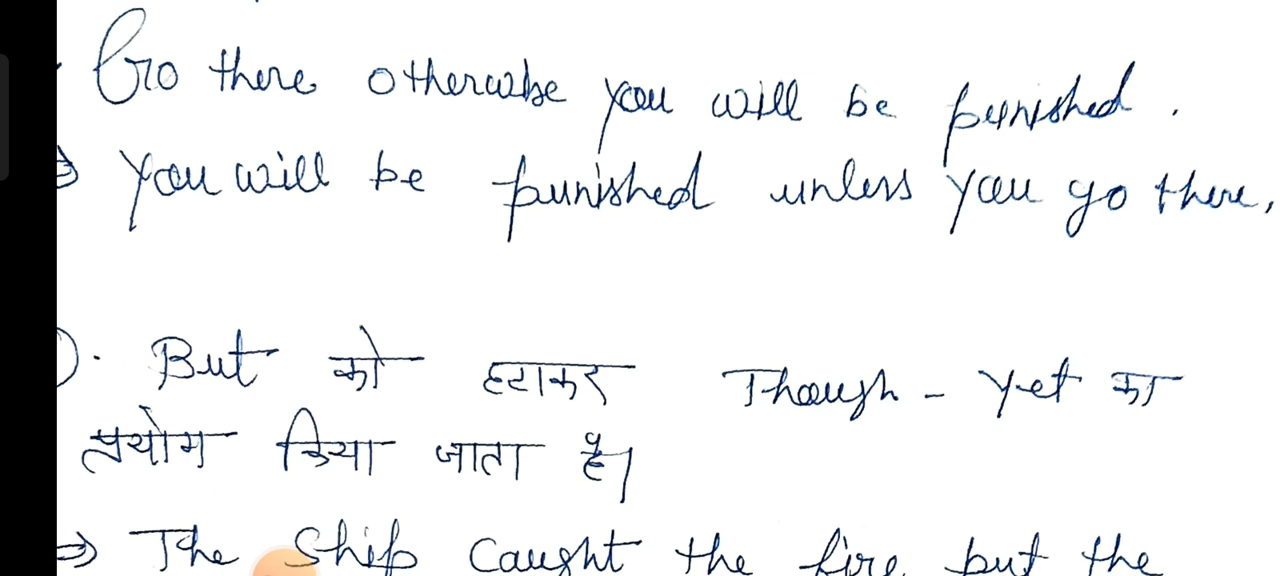 Go there otherwise you will be punished.
⇒ You will be punished unless you go there,
). But को हटाकर Though - yet का
प्रयोग किया जाता है।
⇒ The Ship Caught the fire but the